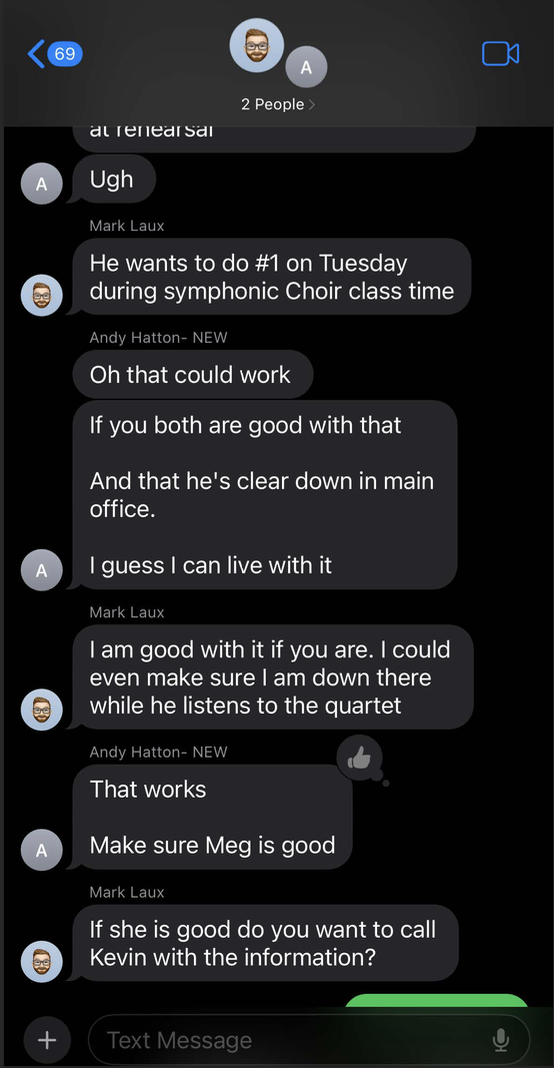 69
A
2 People
at rehearsal
Ugh
A
Mark Laux
He wants to do #1 on Tuesday
during symphonic Choir class time
Andy Hatton- NEW
Oh that could work
If you both are good with that
And that he's clear down in main
office.
I guess I can live with it
A
Mark Laux
I am good with it if you are. I could
even make sure I am down there
while he listens to the quartet
Andy Hatton- NEW
That works
Make sure Meg is good
A
Mark Laux
If she is good do you want to call
Kevin with the information?
Text Message